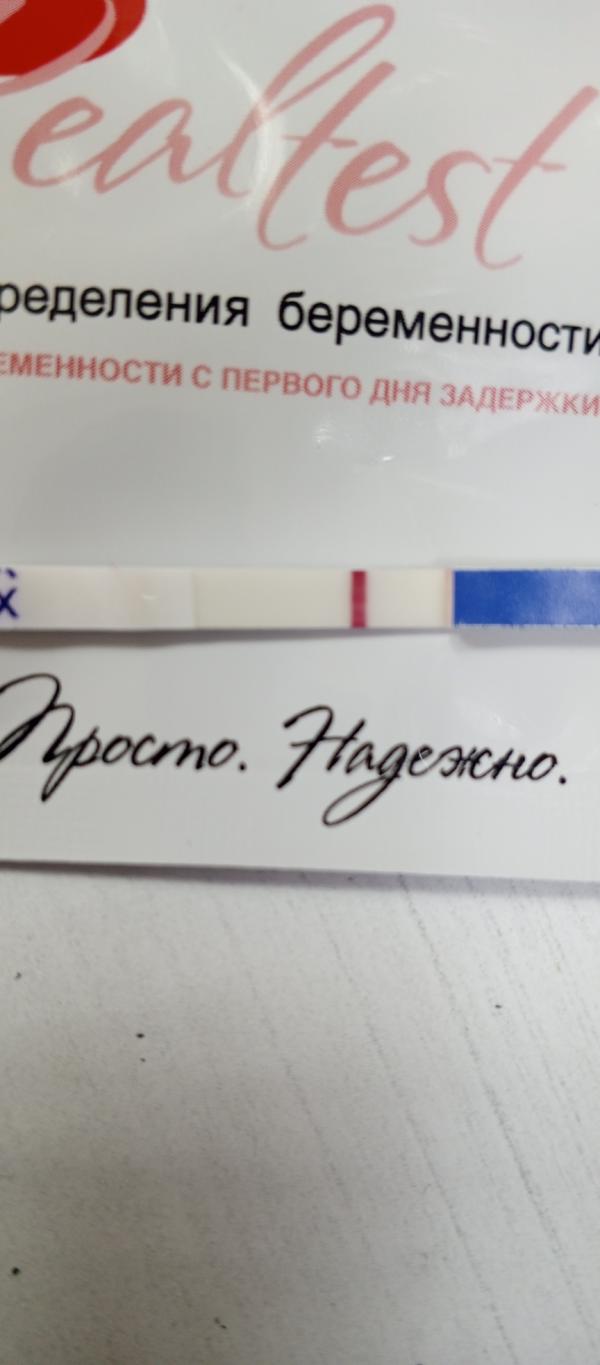 ealtest
ределения беременности
ЕМЕННОСТИ С ПЕРВОГО ДНЯ ЗАДЕРЖКИ
Просто. Надежно.